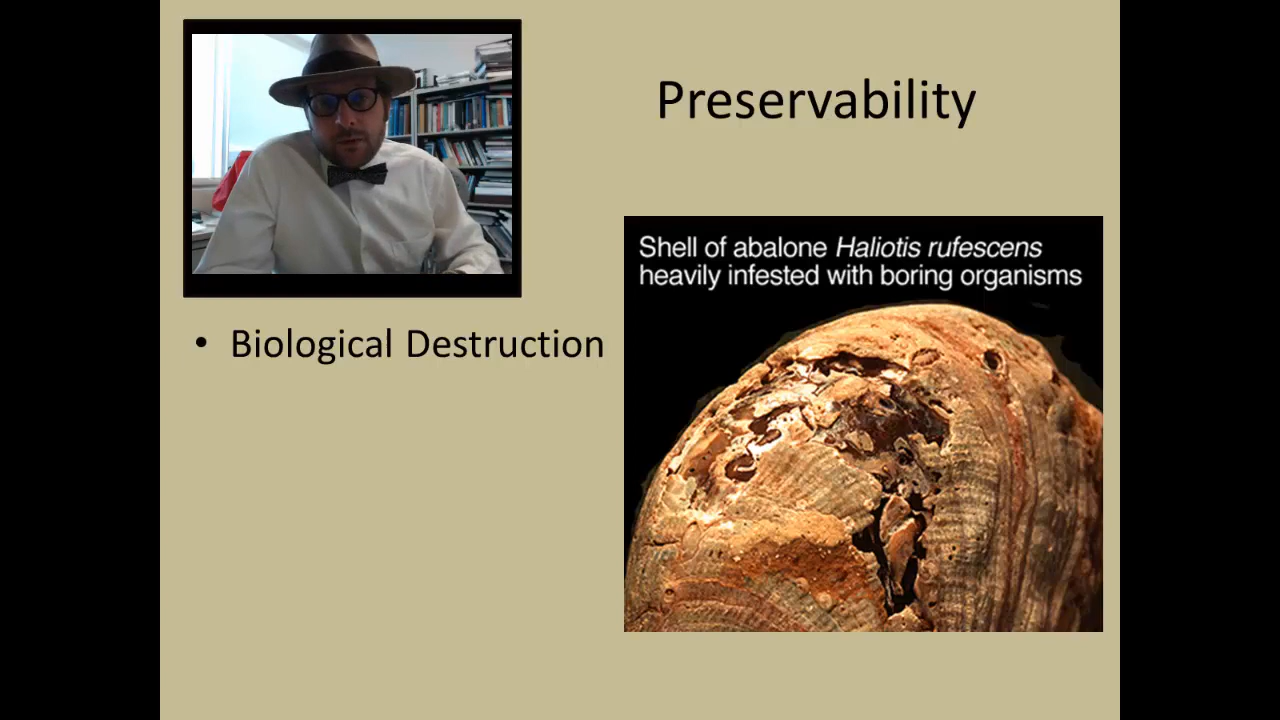 Preservability
Shell of abalone Haliotis rufescens
heavily infested with boring organisms
• Biological Destruction